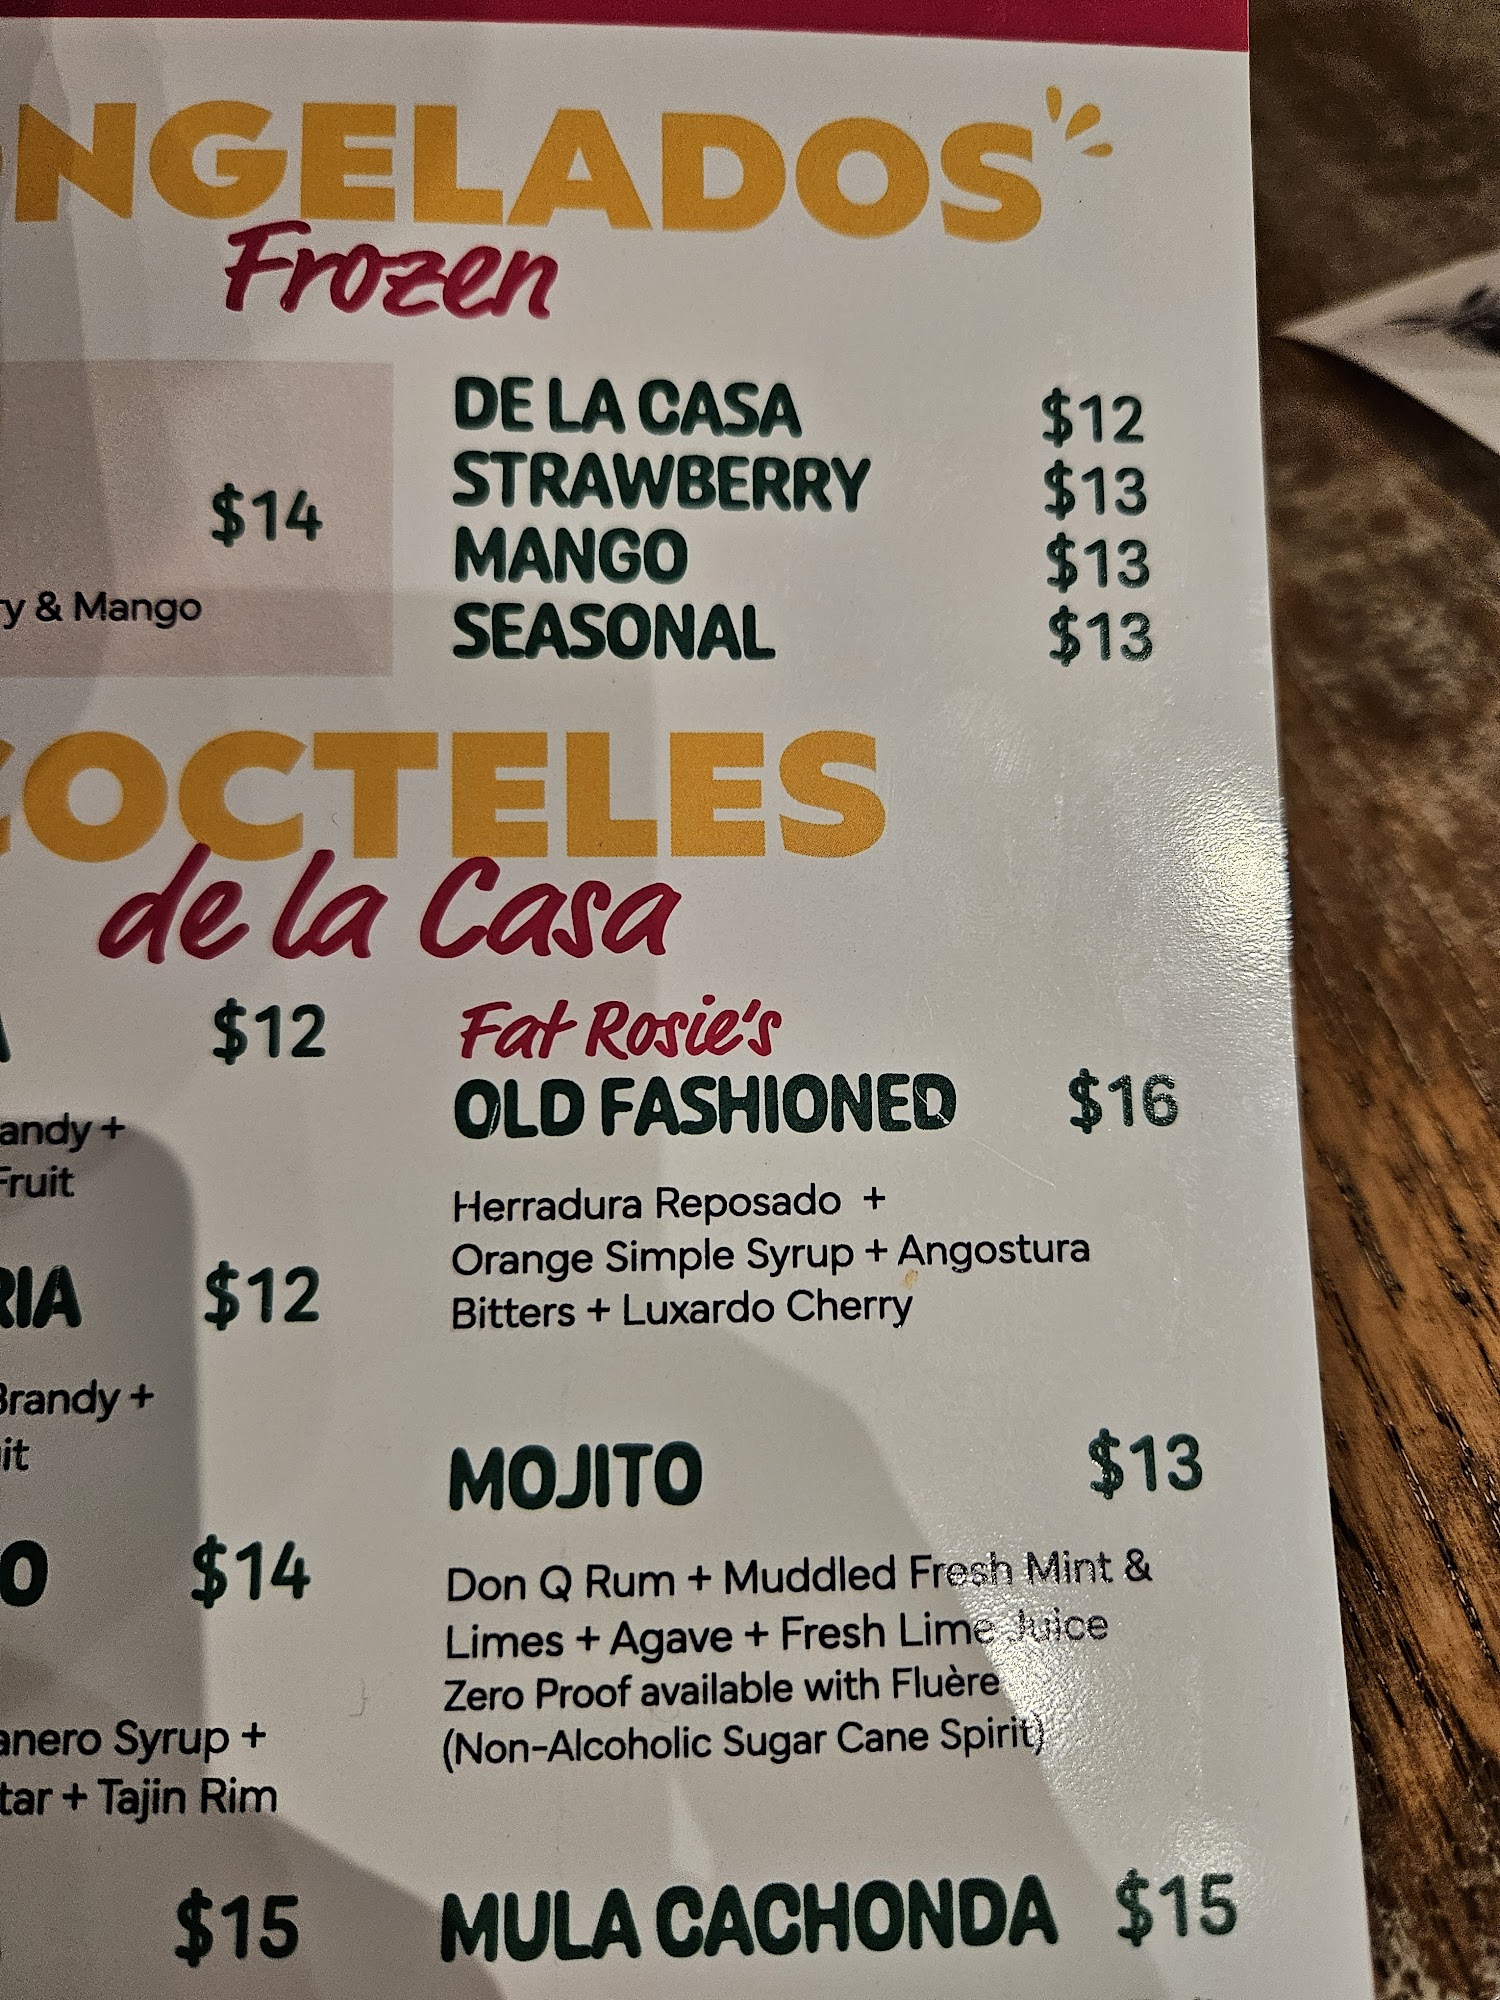 NGELADOS
Frozen
$14
y & Mango
DE LA CASA $12
STRAWBERRY $13
MANGO $13
SEASONAL $13
COCTELES
de la Casa
$12
andy +
Fruit
RIA $12
Brandy +
it
O $14
anero Syrup +
tar + Tajin Rim
$15
Fat Rosie's
OLD FASHIONED $16
Herradura Reposado +
Orange Simple Syrup + Angostura
Bitters + Luxardo Cherry
MOJITO $13
Don Q Rum + Muddled Fresh Mint &
Limes + Agave + Fresh Lime Juice
Zero Proof available with Fluère
(Non-Alcoholic Sugar Cane Spirit)
MULA CACHONDA $15